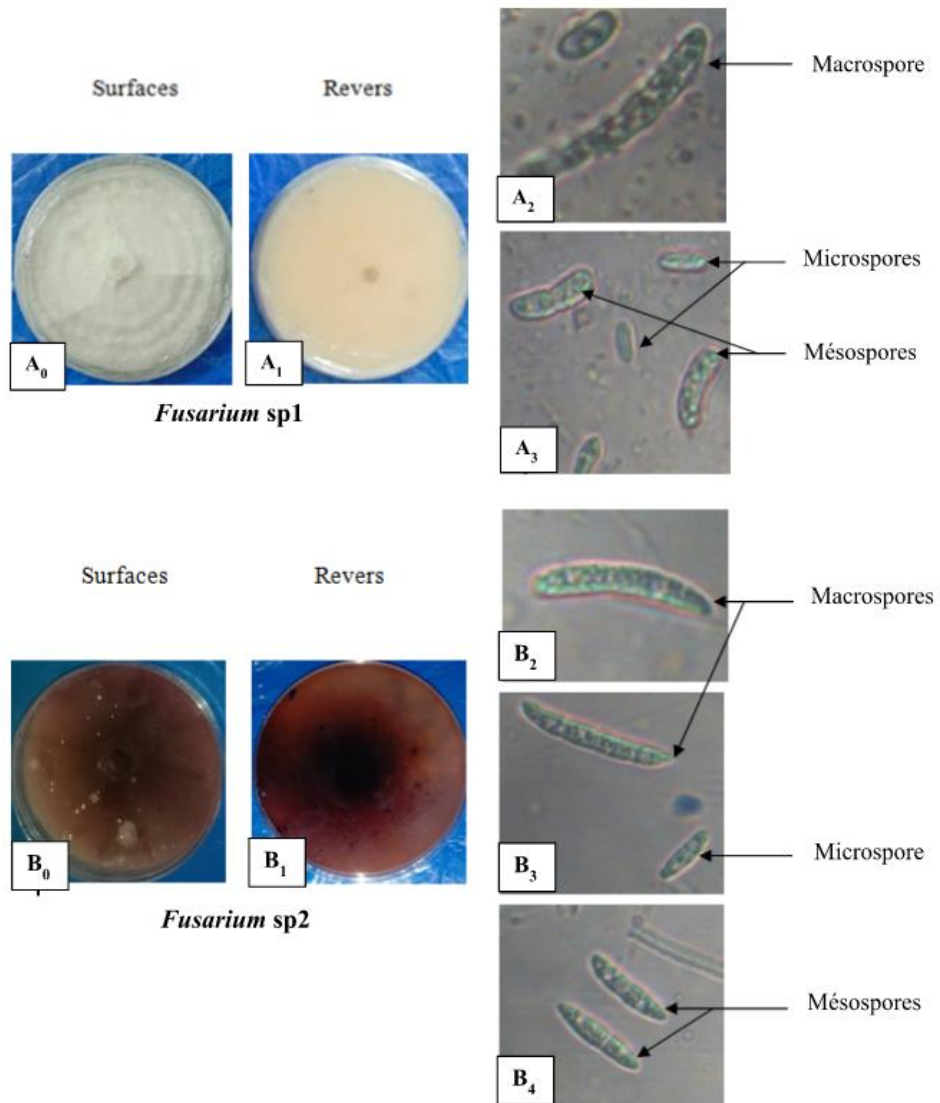 Surfaces
Revers
A0
A1
Fusarium sp1
A2
Macrospore
A3
Microspores
Mésospores
Surfaces
Revers
B0
B1
Fusarium sp2
B2
Macrospores
B3
Microspore
B4
Mésospores